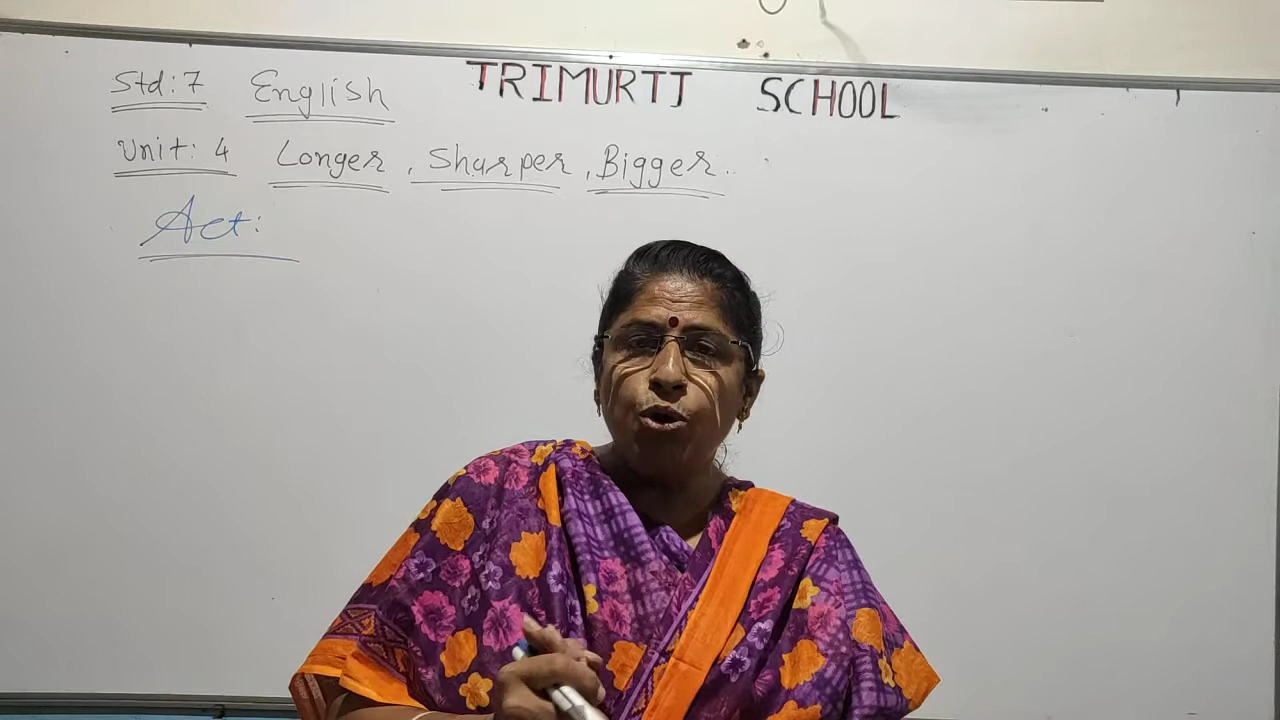 TRIMURTI SCHOOL
Std: 7 English
Unit: 4 Longer, Sharper, Bigger..
Act: